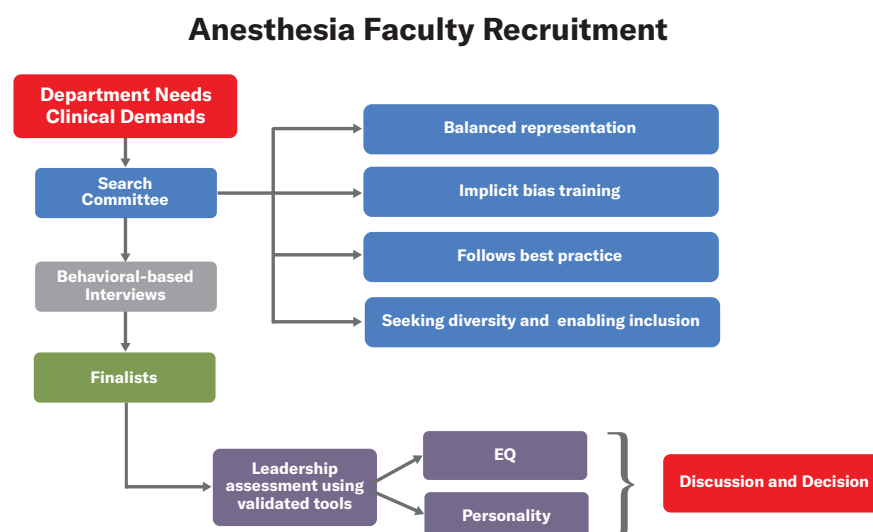 Anesthesia Faculty Recruitment
Department Needs
Clinical Demands
Balanced representation
Search
Committee
Implicit bias training
Follows best practice
Behavioral-based
Interviews
Seeking diversity and enabling inclusion
Finalists
Leadership
assessment using
validated tools
EQ
Personality
Discussion and Decision